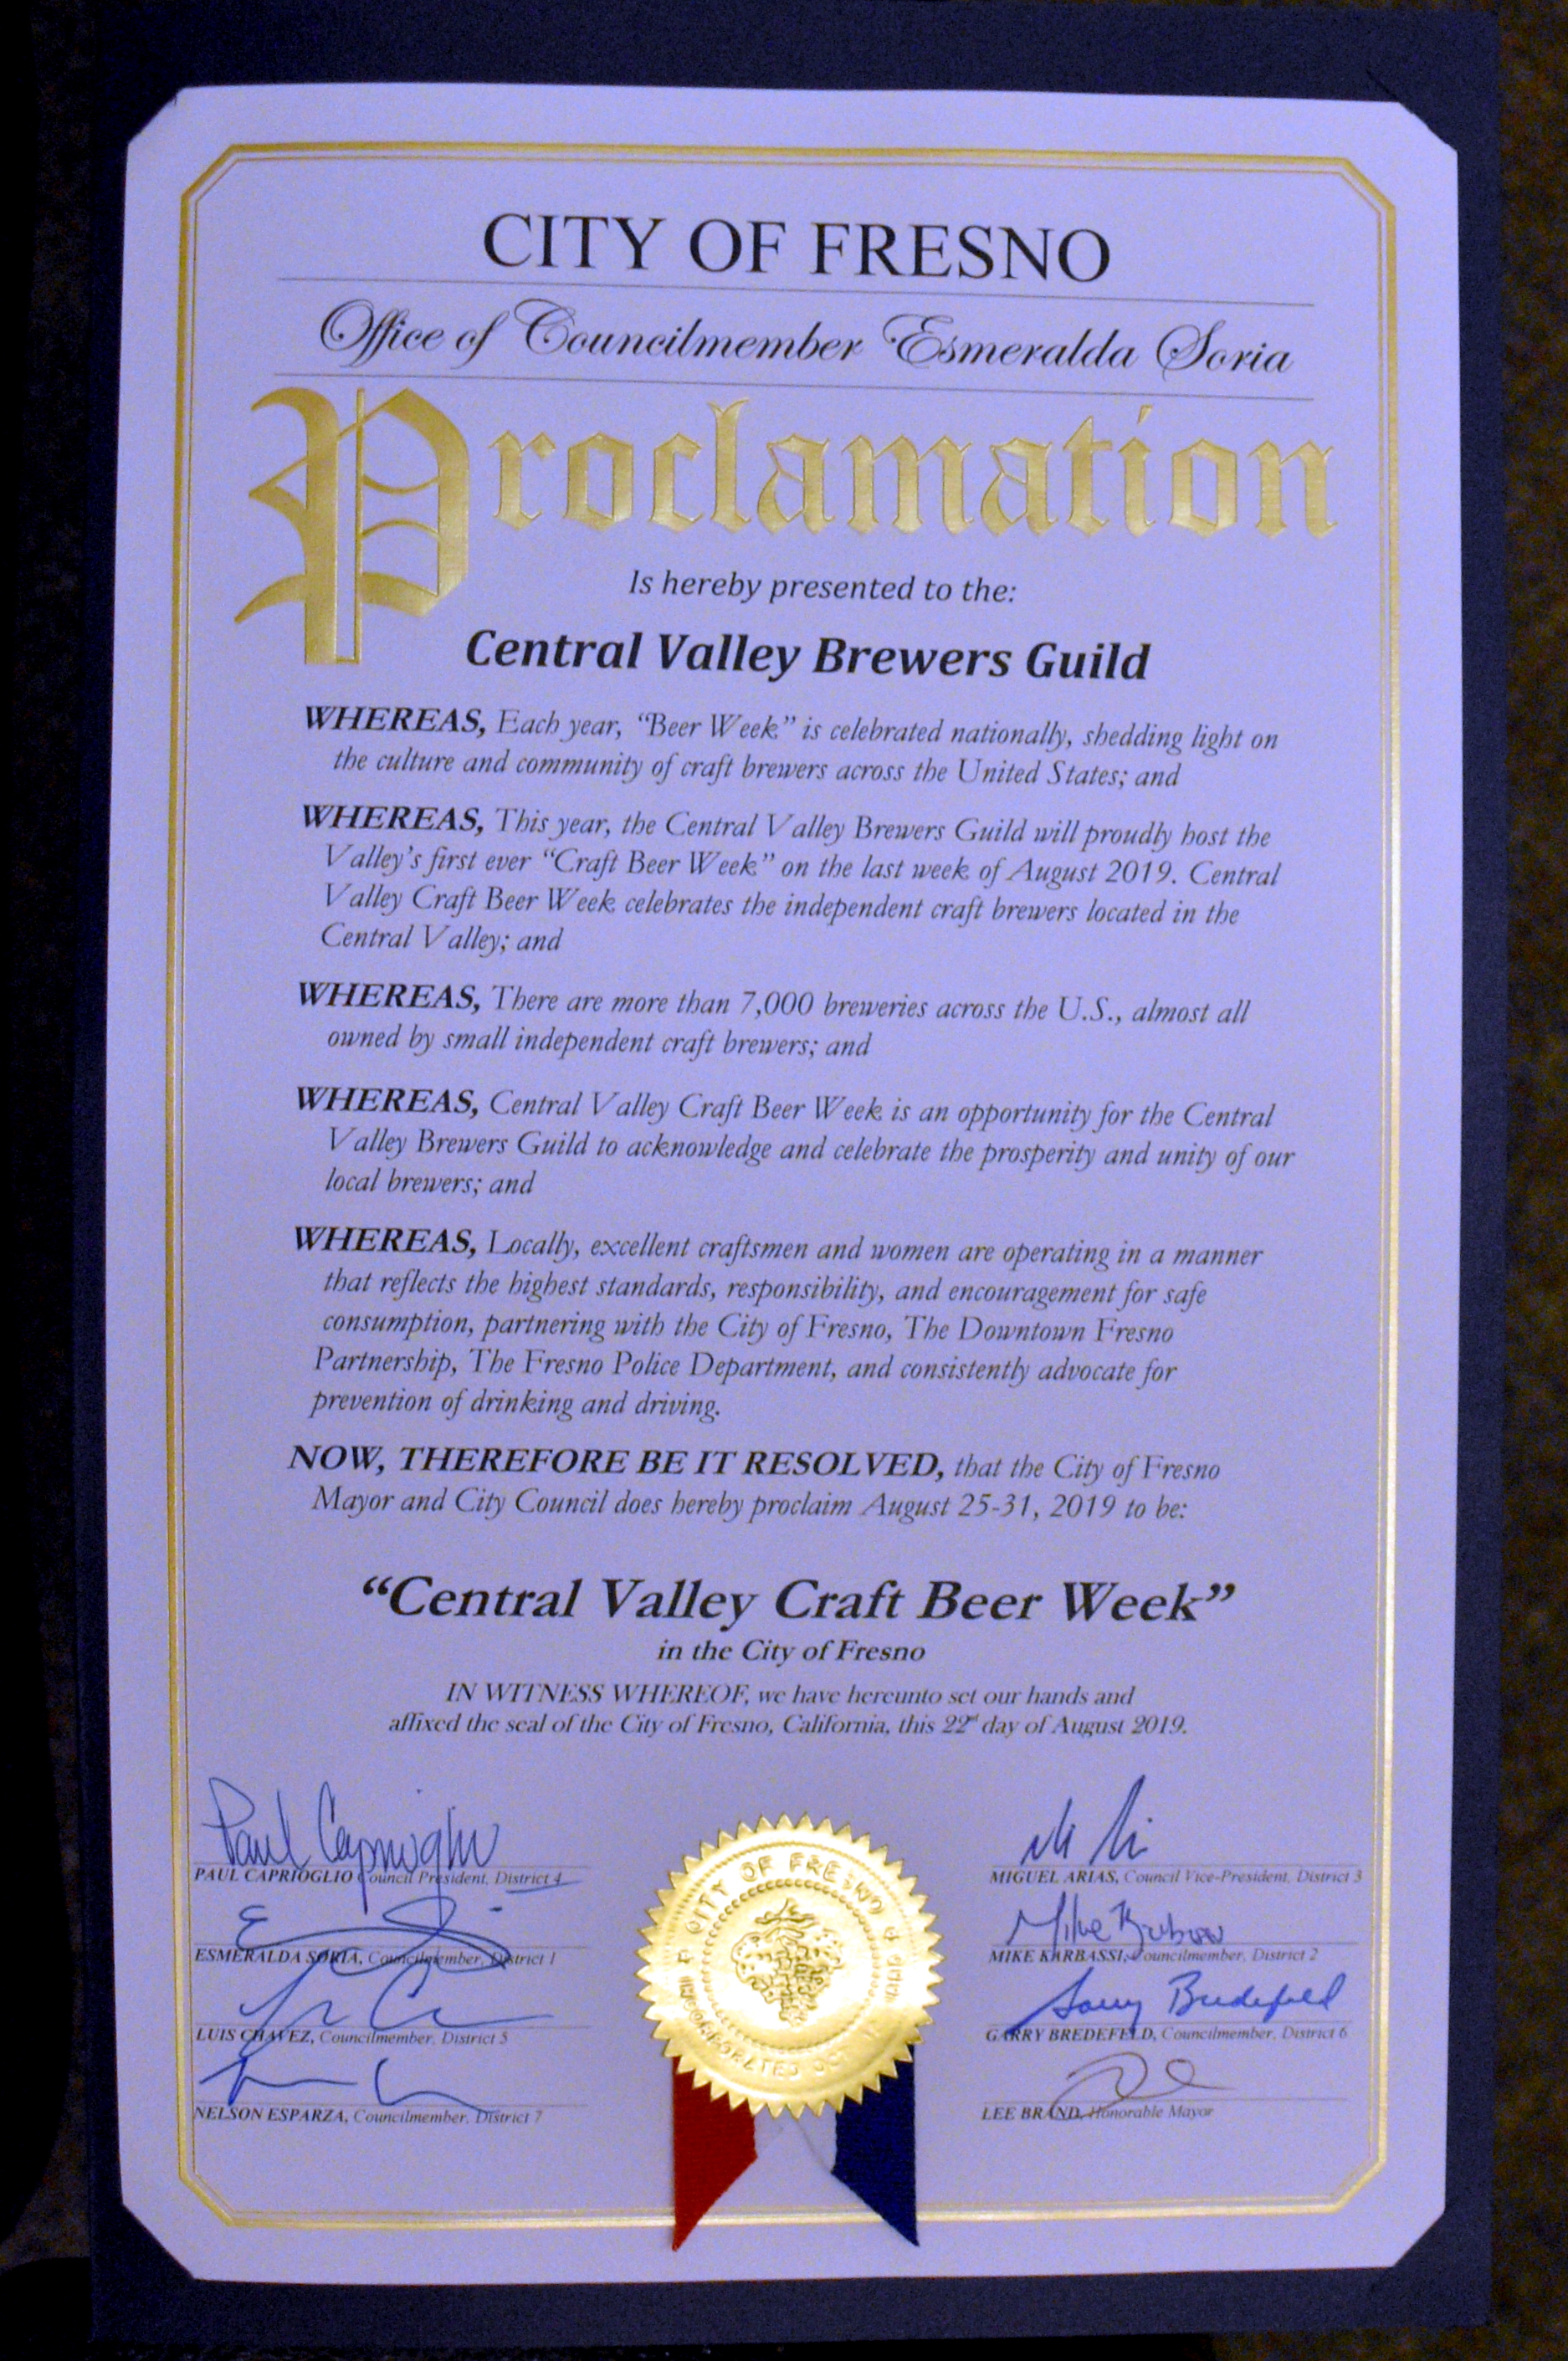 CITY OF FRESNO
Office of Councilmember Esmeralda Soria
Proclamation
Is hereby presented to the:
Central Valley Brewers Guild
WHEREAS, Each year, “Beer Week” is celebrated nationally, shedding light on
the culture and community of craft brewers across the United States; and
WHEREAS, This year, the Central Valley Brewers Guild will proudly host the
Valley’s first ever “Craft Beer Week” on the last week of August 2019. Central
Valley Craft Beer Week celebrates the independent craft brewers located in the
Central Valley; and
WHEREAS, There are more than 7,000 breweries across the U.S., almost all
owned by small independent craft brewers; and
WHEREAS, Central Valley Craft Beer Week is an opportunity for the Central
Valley Brewers Guild to acknowledge and celebrate the prosperity and unity of our
local brewers; and
WHEREAS, Locally, excellent craftsmen and women are operating in a manner
that reflects the highest standards, responsibility, and encouragement for safe
consumption, partnering with the City of Fresno, The Downtown Fresno
Partnership, The Fresno Police Department, and consistently advocate for
prevention of drinking and driving.
NOW, THEREFORE BE IT RESOLVED, that the City of Fresno
Mayor and City Council does hereby proclaim August 25-31, 2019 to be:
“Central Valley Craft Beer Week”
in the City of Fresno
IN WITNESS WHEREOF, we have hereunto set our hands and
affixed the seal of the City of Fresno, California, this 22nd day of August 2019.
Paul Caprioglio
PAUL CAPRIOGLIO Council President, District 4
MIGUEL ARIAS, Council Vice-President, District 3
ESMERALDA SORIA, Councilmember, District 1
Mike
MIKE KARBASSI, Councilmember, District 2
LUIS CHAVEZ, Councilmember, District 5
Garry Bredefeld
GARRY BREDEFELD, Councilmember, District 6
NELSON ESPARZA, Councilmember, District 7
LEE BRAND, Honorable Mayor
CITY OF FRESNO
INCORPORATED OCT